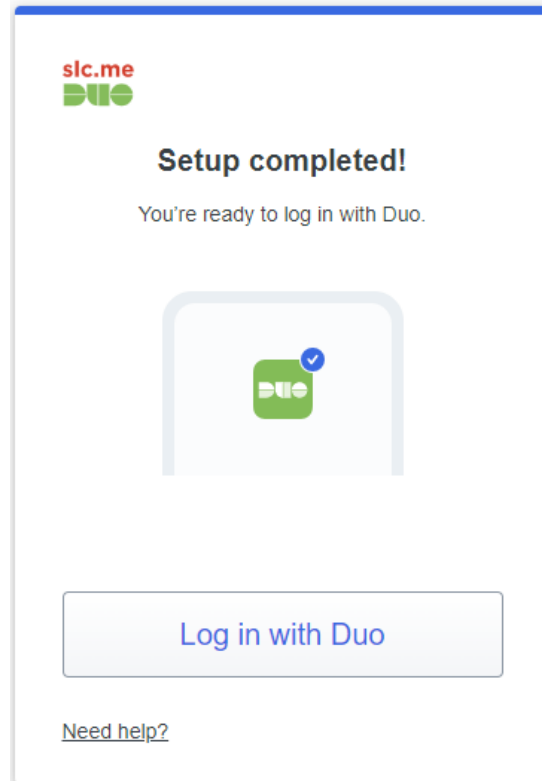 slc.me
DUO
Setup completed!
You're ready to log in with Duo.
DUO
Log in with Duo
Need help?